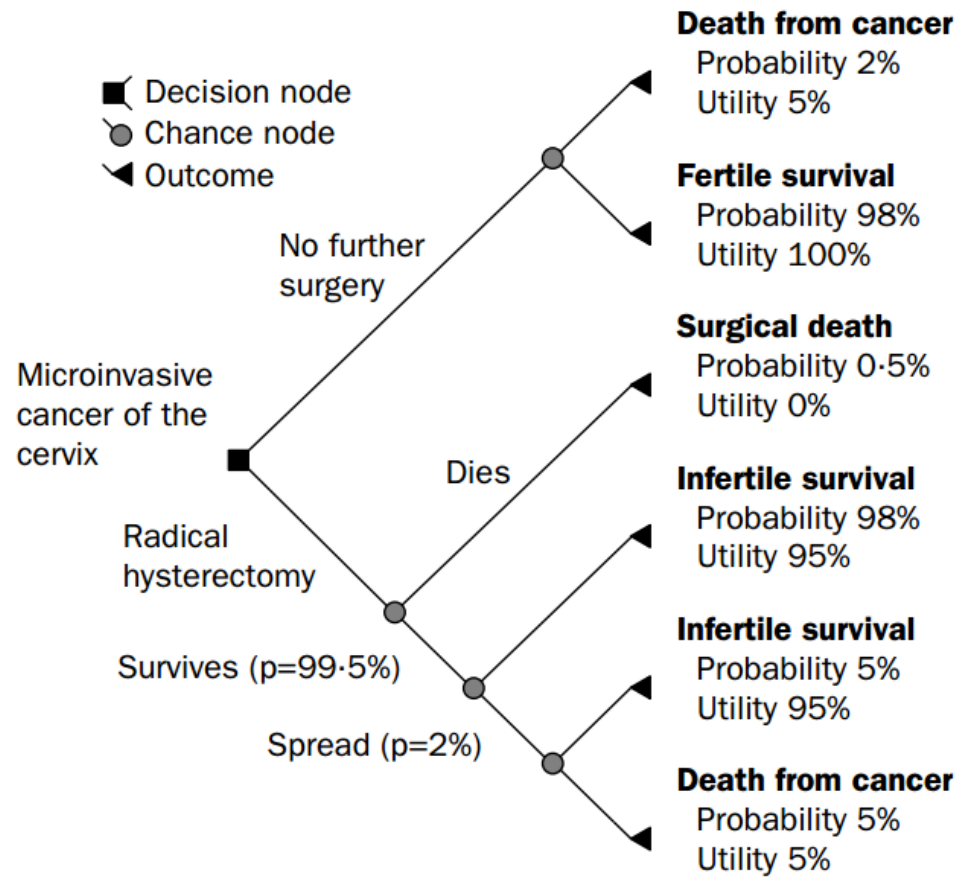 Decision node
Chance node
Outcome
Death from cancer
Probability 2%
Utility 5%
Fertile survival
Probability 98%
Utility 100%
No further
surgery
Surgical death
Probability 0·5%
Utility 0%
Microinvasive
cancer of the
cervix
Dies
Infertile survival
Probability 98%
Utility 95%
Radical
hysterectomy
Infertile survival
Probability 5%
Utility 95%
Survives (p=99·5%)
Spread (p=2%)
Death from cancer
Probability 5%
Utility 5%